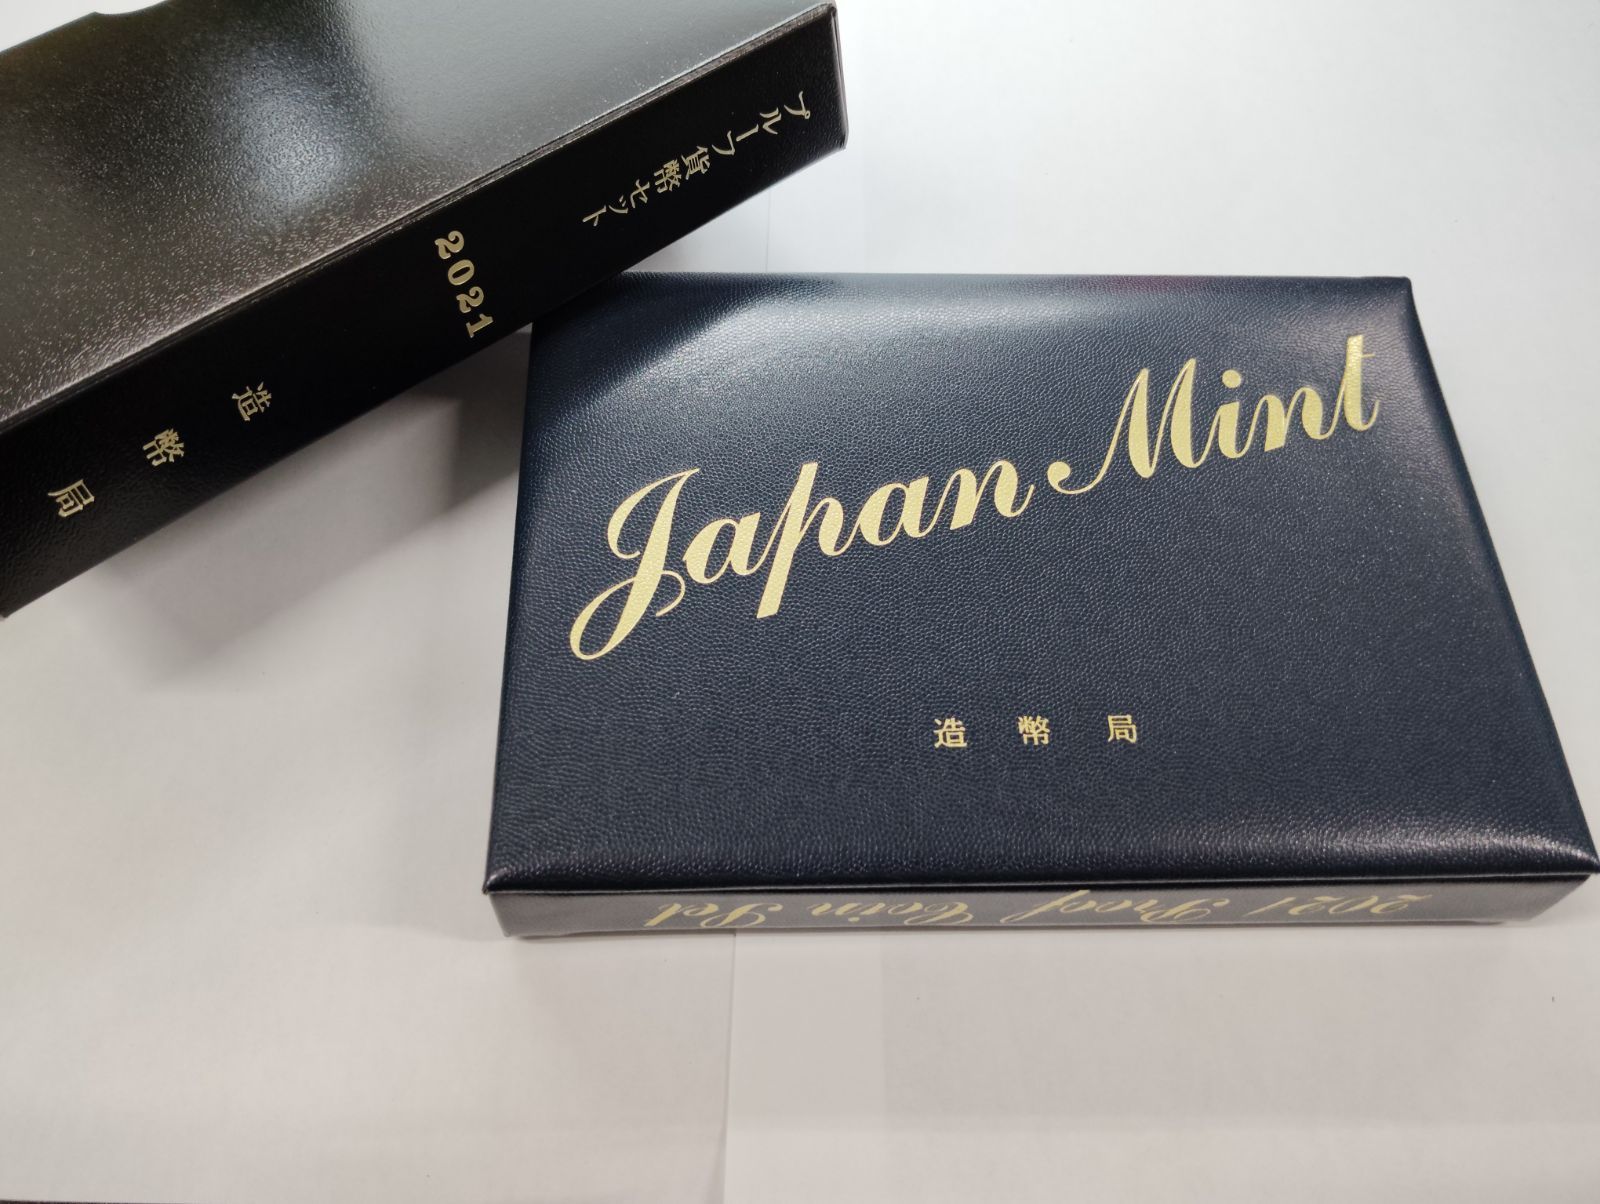 プルーフ貨幣セット
2021
造幣局
Japan Mint
造幣局
2021 Proof Coin Set